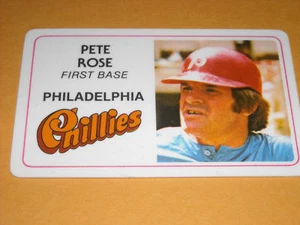 PETE
ROSE
FIRST BASE
PHILADELPHIA
Phillies
P